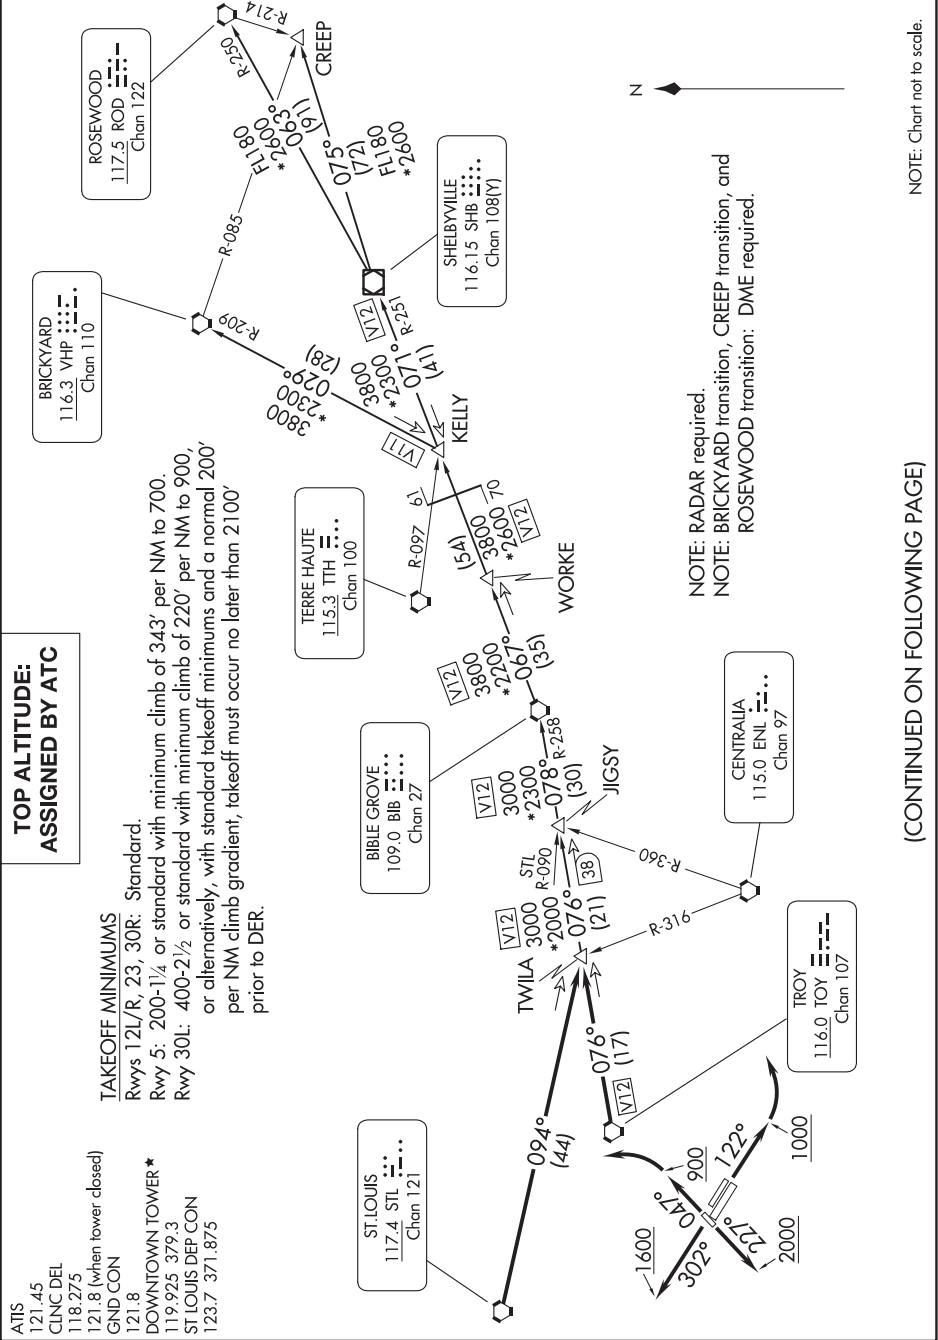 ATIS
121.45
CLNC DEL
118.275
121.8 (when tower closed)
GND CON
121.8
DOWNTOWN TOWER★
119.925 379.3
ST LOUIS DEP CON
123.7 371.875
TOP ALTITUDE:
ASSIGNED BY ATC
TAKEOFF MINIMUMS
Rwys 12L/R, 23, 30R: Standard.
Rwy 5: 200-1¼ or standard with minimum climb of 343' per NM to 700.
Rwy 30L: 400-2½ or standard with minimum climb of 220' per NM to 900,
or alternatively, with standard takeoff minimums and a normal 200'
per NM climb gradient, takeoff must occur no later than 2100'
prior to DER.
BRICKYARD
116.3 VHP
Chan 110
ROSEWOOD
117.5 ROD
Chan 122
R-214
R-250
CREEP
R-085
R-209
FL180
*2600
063°
(91)
075°
(72)
FL180
*2600
SHELBYVILLE
116.15 SHB
Chan 108(Y)
3800
*2300
029°
(28)
V11
V12
R-251
3800
*2300
071°
(41)
KELLY
TERRE HAUTE
115.3 TTH
Chan 100
R-097
61
70
(54)
3800
*2600
V12
WORKE
V12
3800
*2200
067°
(35)
BIBLE GROVE
109.0 BIB
Chan 27
R-258
V12
3000
*2300
078°
(30)
JIGSY
STL
R-090
38
V12
3000
*2000
076°
(21)
TWILA
R-360
R-316
CENTRALIA
115.0 ENL
Chan 97
ST. LOUIS
117.4 STL
Chan 121
094°
(44)
076°
(17)
V12
TROY
116.0 TOY
Chan 107
1600
302°
047°
900
122°
1000
227°
2000
N
NOTE: RADAR required.
NOTE: BRICKYARD transition, CREEP transition, and
ROSEWOOD transition: DME required.
NOTE: Chart not to scale.
(CONTINUED ON FOLLOWING PAGE)